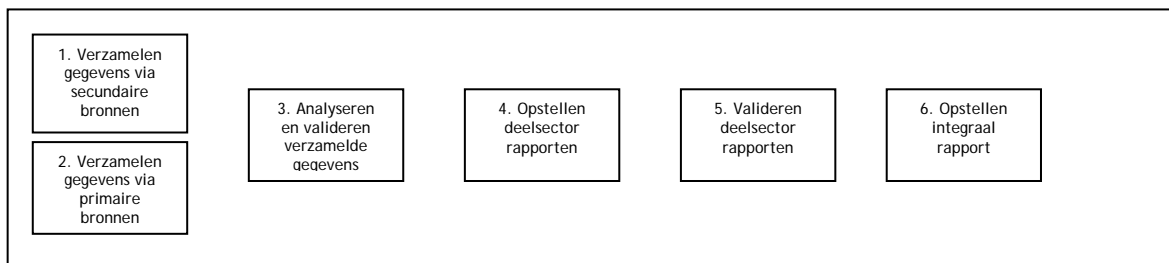 1. Verzamelen
gegevens via
secundaire
bronnen
2. Verzamelen
gegevens via
primaire
bronnen
3. Analyseren
en valideren
verzamelde
gegevens
4. Opstellen
deelsector
rapporten
5. Valideren
deelsector
rapporten
6. Opstellen
integraal
rapport